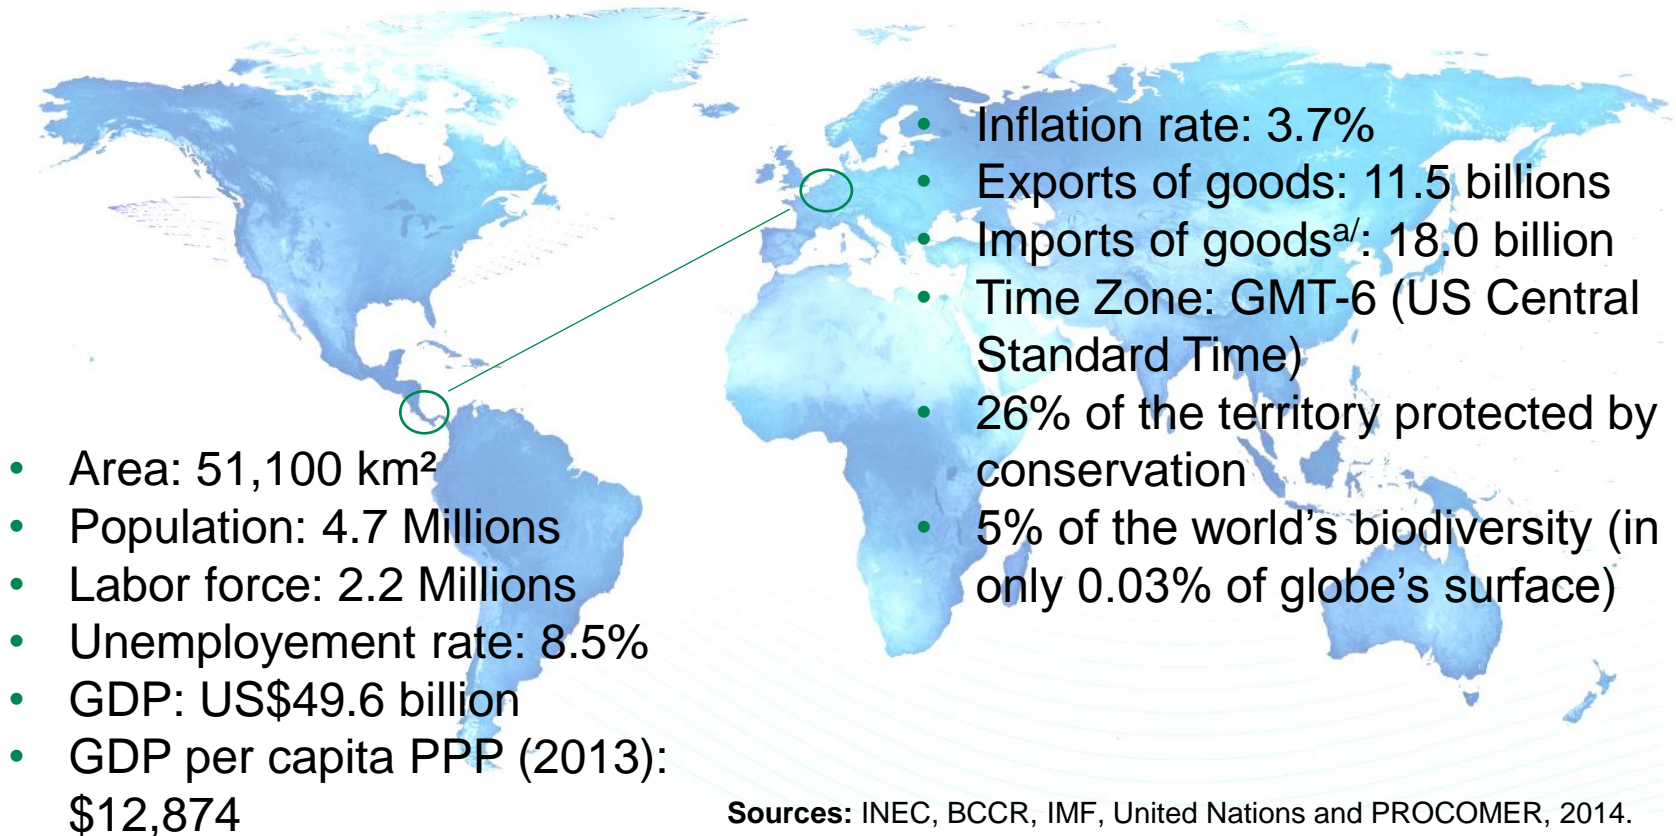 • Area: 51,100 km²
• Population: 4.7 Millions
• Labor force: 2.2 Millions
• Unemployement rate: 8.5%
• GDP: US$49.6 billion
• GDP per capita PPP (2013):
$12,874
• Inflation rate: 3.7%
• Exports of goods: 11.5 billions
• Imports of goodsᵃ/: 18.0 billion
• Time Zone: GMT-6 (US Central
Standard Time)
• 26% of the territory protected by
conservation
• 5% of the world’s biodiversity (in
only 0.03% of globe’s surface)
Sources: INEC, BCCR, IMF, United Nations and PROCOMER, 2014.